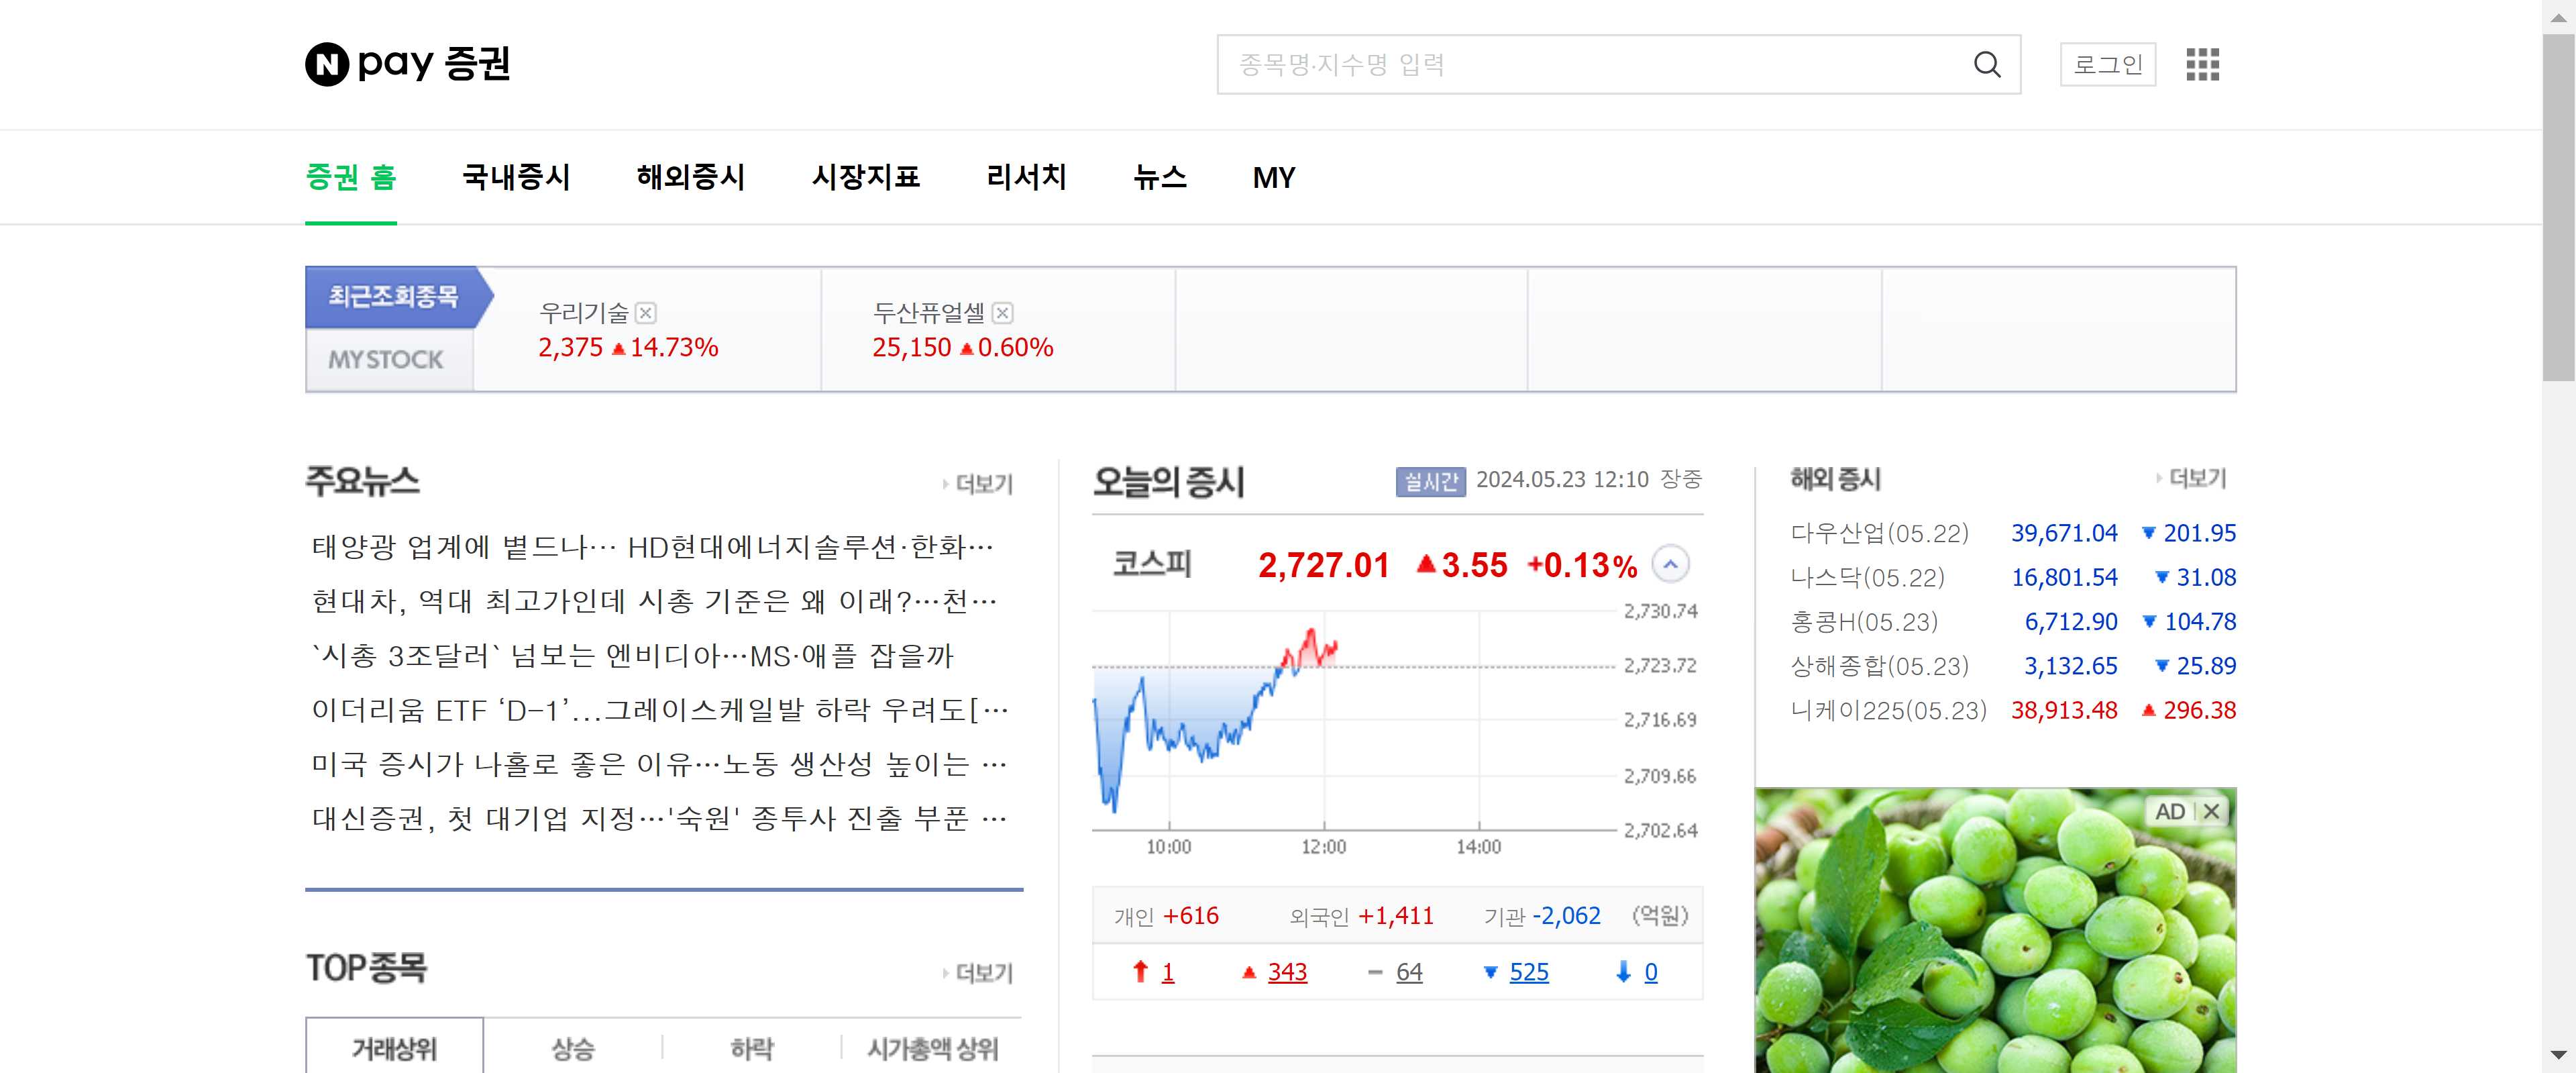 N pay 증권
종목명·지수명 입력
로그인
증권 홈 국내증시 해외증시 시장지표 리서치 뉴스 MY
최근조회종목
MY STOCK
우리기술
2,375 ▲ 14.73%
두산퓨얼셀
25,150 ▲ 0.60%
주요뉴스 더보기
태양광 업계에 볕드나… HD현대에너지솔루션·한화…
현대차, 역대 최고가인데 시총 기준은 왜 이래?…천…
`시총 3조달러` 넘보는 엔비디아…MS·애플 잡을까
이더리움 ETF ‘D-1’...그레이스케일발 하락 우려도[…
미국 증시가 나홀로 좋은 이유…노동 생산성 높이는 …
대신증권, 첫 대기업 지정…'숙원' 종투사 진출 부푼 …
TOP 종목 더보기
거래상위 상승 하락 시가총액 상위
오늘의 증시 실시간 2024.05.23 12:10 장중
코스피 2,727.01 ▲3.55 +0.13%
2,730.74
2,723.72
2,716.69
2,709.66
2,702.64
10:00 12:00 14:00
개인 +616 외국인 +1,411 기관 -2,062 (억원)
↑ 1 ▲ 343 − 64 ▼ 525 ↓ 0
해외 증시 더보기
다우산업(05.22) 39,671.04 ▼ 201.95
나스닥(05.22) 16,801.54 ▼ 31.08
홍콩H(05.23) 6,712.90 ▼ 104.78
상해종합(05.23) 3,132.65 ▼ 25.89
니케이225(05.23) 38,913.48 ▲ 296.38
AD